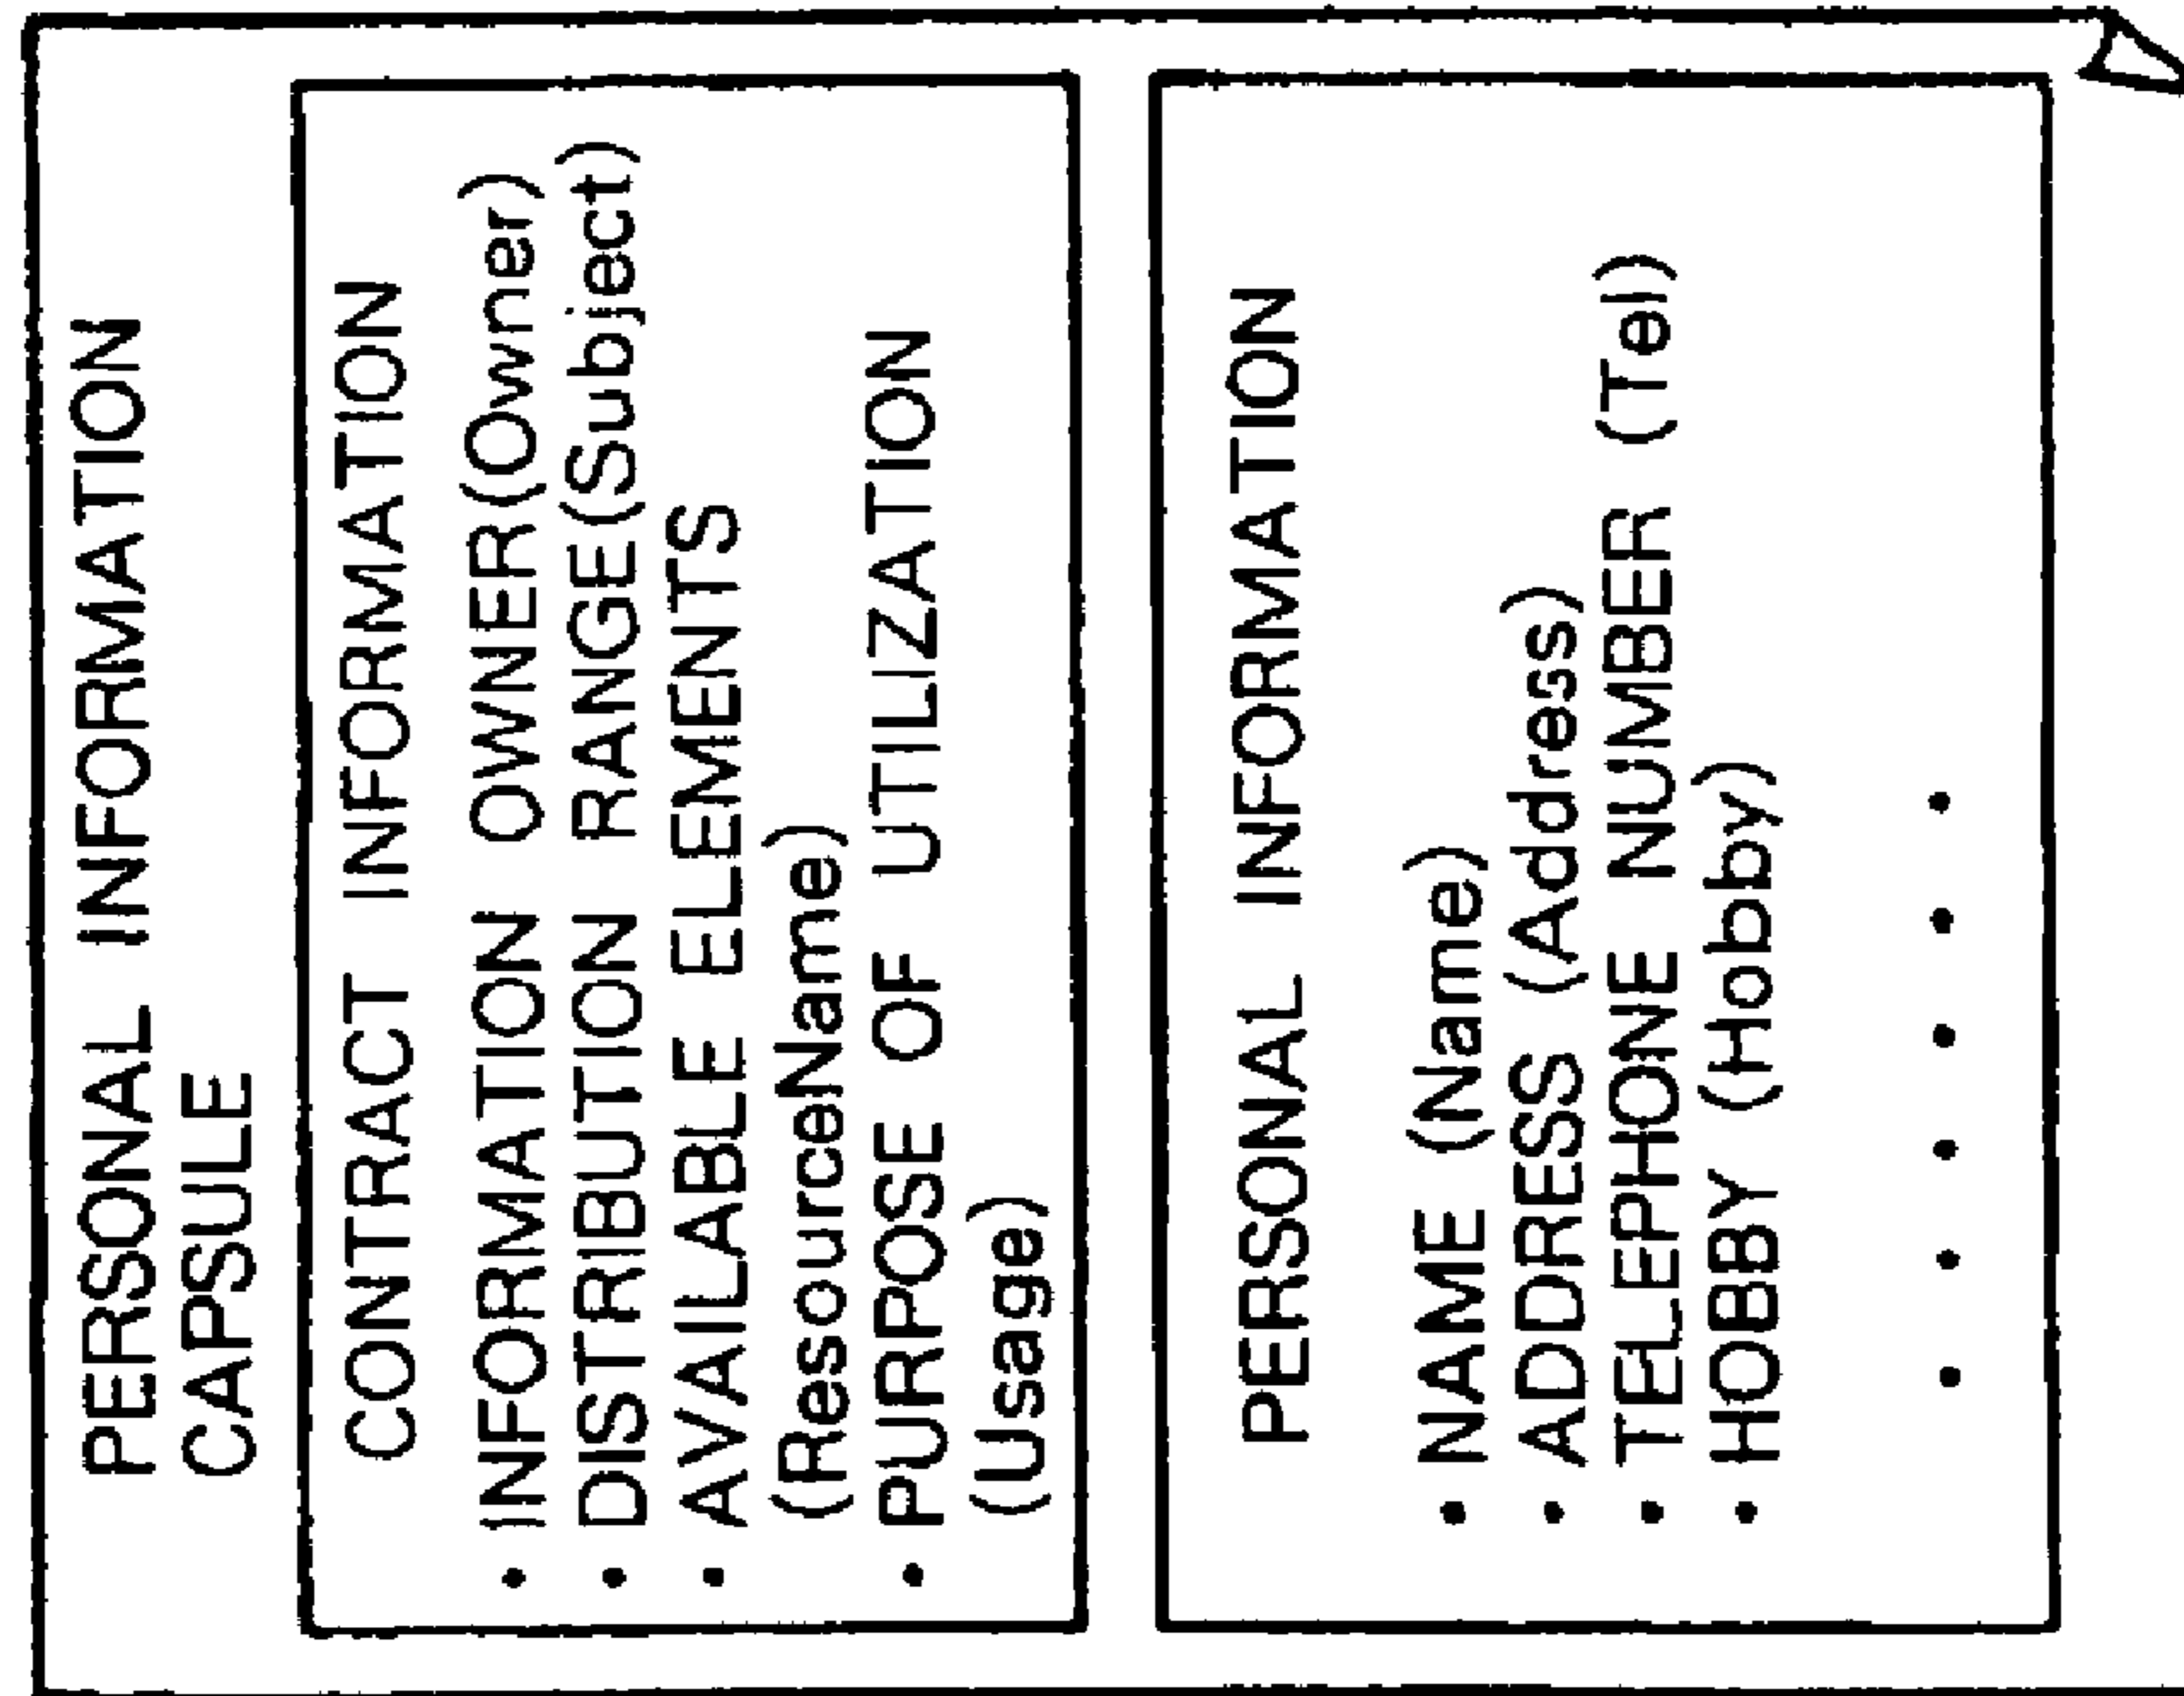 PERSONAL INFORMATION
CAPSULE
CONTRACT INFORMATION
・INFORMATION OWNER(Owner)
・DISTRIBUTION RANGE(Subject)
・AVAILABLE ELEMENTS
(ResourceName)
・PURPOSE OF UTILIZATION
(Usage)
PERSONAL INFORMATION
・NAME (Name)
・ADDRESS (Address)
・TELEPHONE NUMBER (Tel)
・HOBBY (Hobby)
・・・・・・